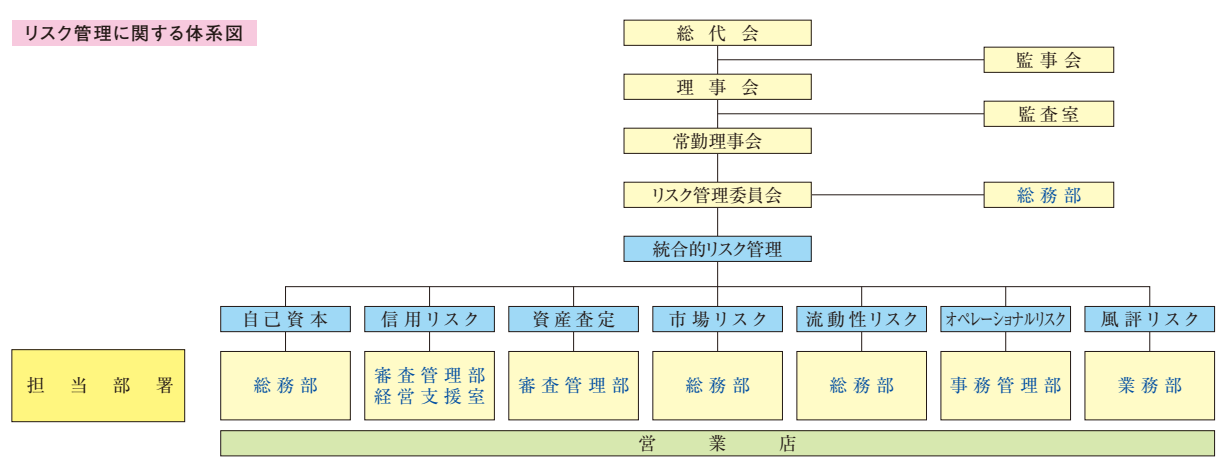 リスク管理に関する体系図
総代会
監事会
理事会
監査室
常勤理事会
リスク管理委員会
総務部
統合的リスク管理
自己資本
信用リスク
資産査定
市場リスク
流動性リスク
オペレーショナルリスク
風評リスク
担当部署
総務部
審査管理部
経営支援室
審査管理部
総務部
総務部
事務管理部
業務部
営業店